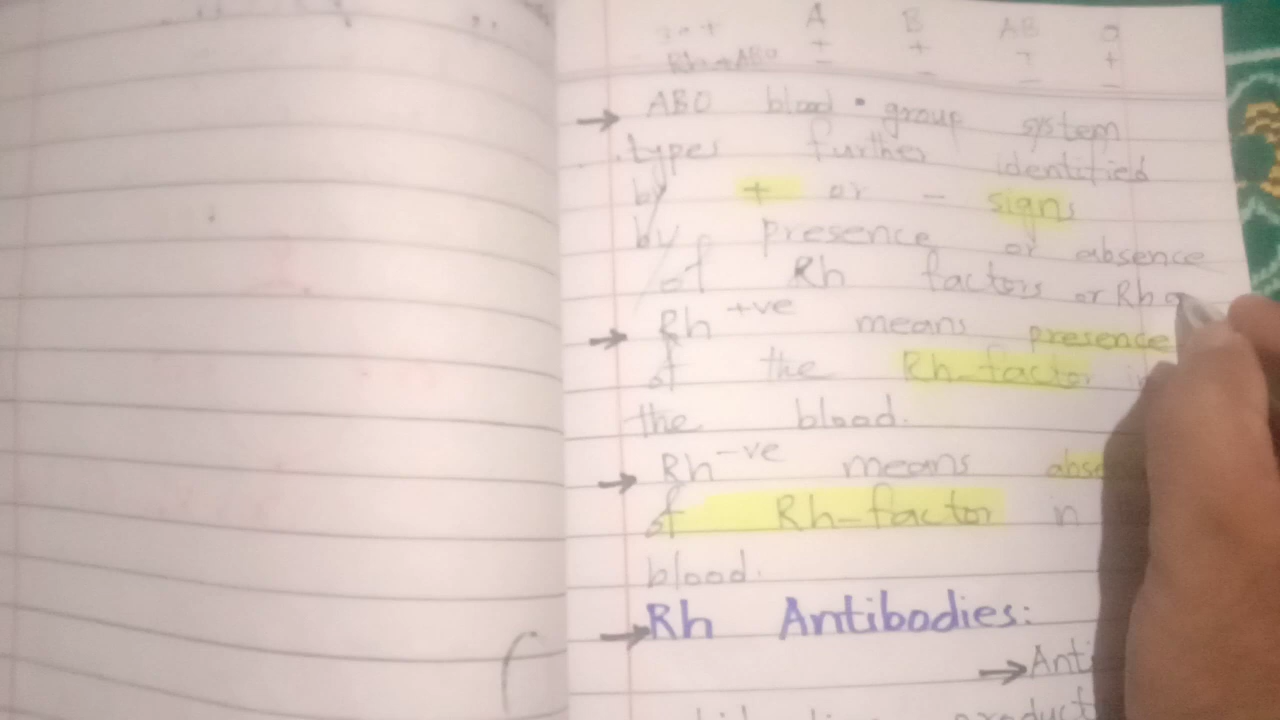 A B AB O
+ + +
- - - -
→ ABO blood group system
types further identified
by + or - signs
by presence or absence
of Rh factors or Rh
→ Rh +ve means presence
of the Rh-factor
the blood.
→ Rh -ve means
of Rh-factor in
blood.
→ Rh Antibodies:
→